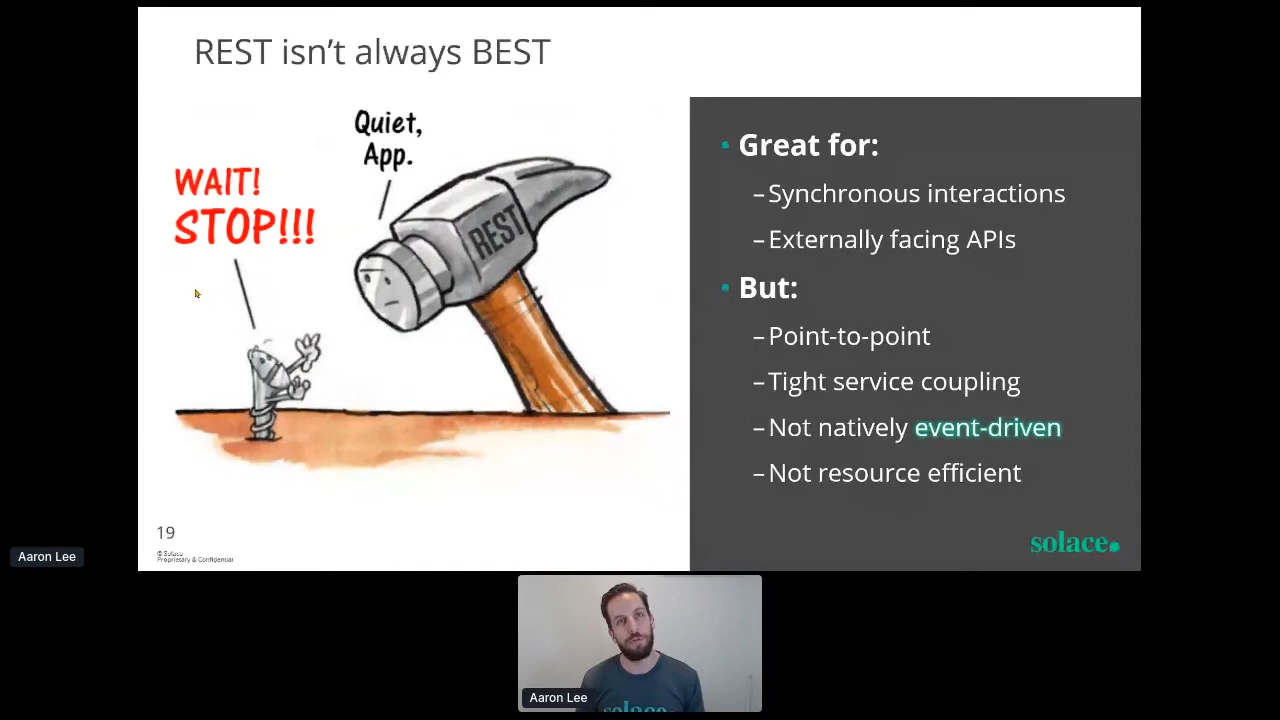 REST isn’t always BEST
Quiet,
App.
WAIT!
STOP!!!
REST
• Great for:
–Synchronous interactions
–Externally facing APIs
• But:
–Point-to-point
–Tight service coupling
–Not natively event-driven
–Not resource efficient
19
© Solace
Proprietary & Confidential
solace.
Aaron Lee
Aaron Lee
solace.